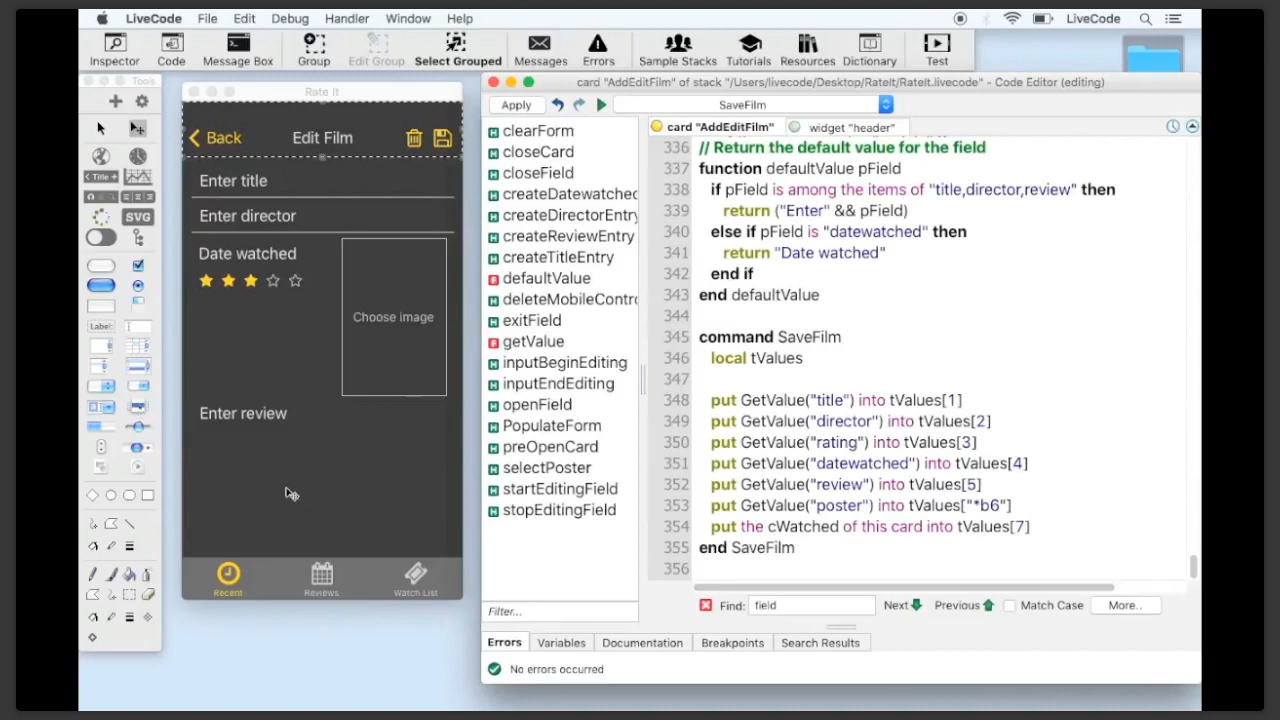 LiveCode File Edit Debug Handler Window Help LiveCode
Inspector Code Message Box Group Edit Group Select Grouped Messages Errors Sample Stacks Tutorials Resources Dictionary Test
Tools
Rate It
card "AddEditFilm" of stack "/Users/livecode/Desktop/RateIt/RateIt.livecode" - Code Editor (editing)
Apply SaveFilm
card "AddEditFilm" widget "header"
Back Edit Film
Enter title
Enter director
Date watched
Choose image
Enter review
Recent Reviews Watch List
< Title +
SVG
Label:
clearForm
closeCard
closeField
createDatewatched
createDirectorEntry
createReviewEntry
createTitleEntry
defaultValue
deleteMobileContro
exitField
getValue
inputBeginEditing
inputEndEditing
openField
PopulateForm
preOpenCard
selectPoster
startEditingField
stopEditingField
Filter...
336 // Return the default value for the field
337 function defaultValue pField
338 if pField is among the items of "title,director,review" then
339 return ("Enter" && pField)
340 else if pField is "datewatched" then
341 return "Date watched"
342 end if
343 end defaultValue
344
345 command SaveFilm
346 local tValues
347
348 put GetValue("title") into tValues[1]
349 put GetValue("director") into tValues[2]
350 put GetValue("rating") into tValues[3]
351 put GetValue("datewatched") into tValues[4]
352 put GetValue("review") into tValues[5]
353 put GetValue("poster") into tValues["*b6"]
354 put the cWatched of this card into tValues[7]
355 end SaveFilm
356
Find: field Next Previous Match Case More..
Errors Variables Documentation Breakpoints Search Results
No errors occurred